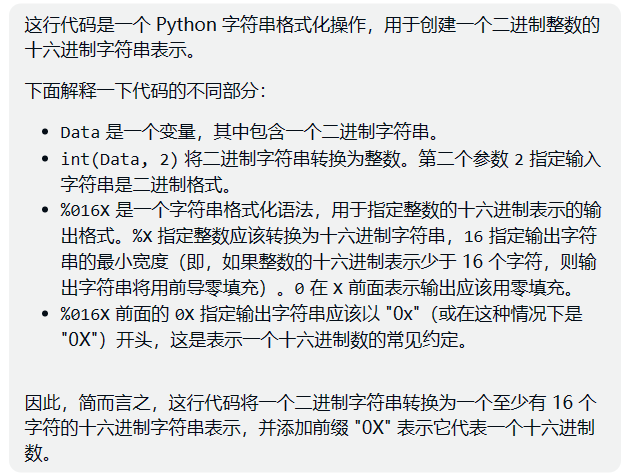 这行代码是一个 Python 字符串格式化操作，用于创建一个二进制整数的
十六进制字符串表示。
下面解释一下代码的不同部分：
• Data 是一个变量，其中包含一个二进制字符串。
• int(Data, 2) 将二进制字符串转换为整数。第二个参数 2 指定输入
字符串是二进制格式。
• %016X 是一个字符串格式化语法，用于指定整数的十六进制表示的输
出格式。%X 指定整数应该转换为十六进制字符串，16 指定输出字符
串的最小宽度（即，如果整数的十六进制表示少于 16 个字符，则输
出字符串将用前导零填充）。0 在 X 前面表示输出应该用零填充。
• %016X 前面的 0X 指定输出字符串应该以 "0x"（或在这种情况下是
"0X"）开头，这是表示一个十六进制数的常见约定。
因此，简而言之，这行代码将一个二进制字符串转换为一个至少有 16 个
字符的十六进制字符串表示，并添加前缀 "0X" 表示它代表一个十六进制
数。